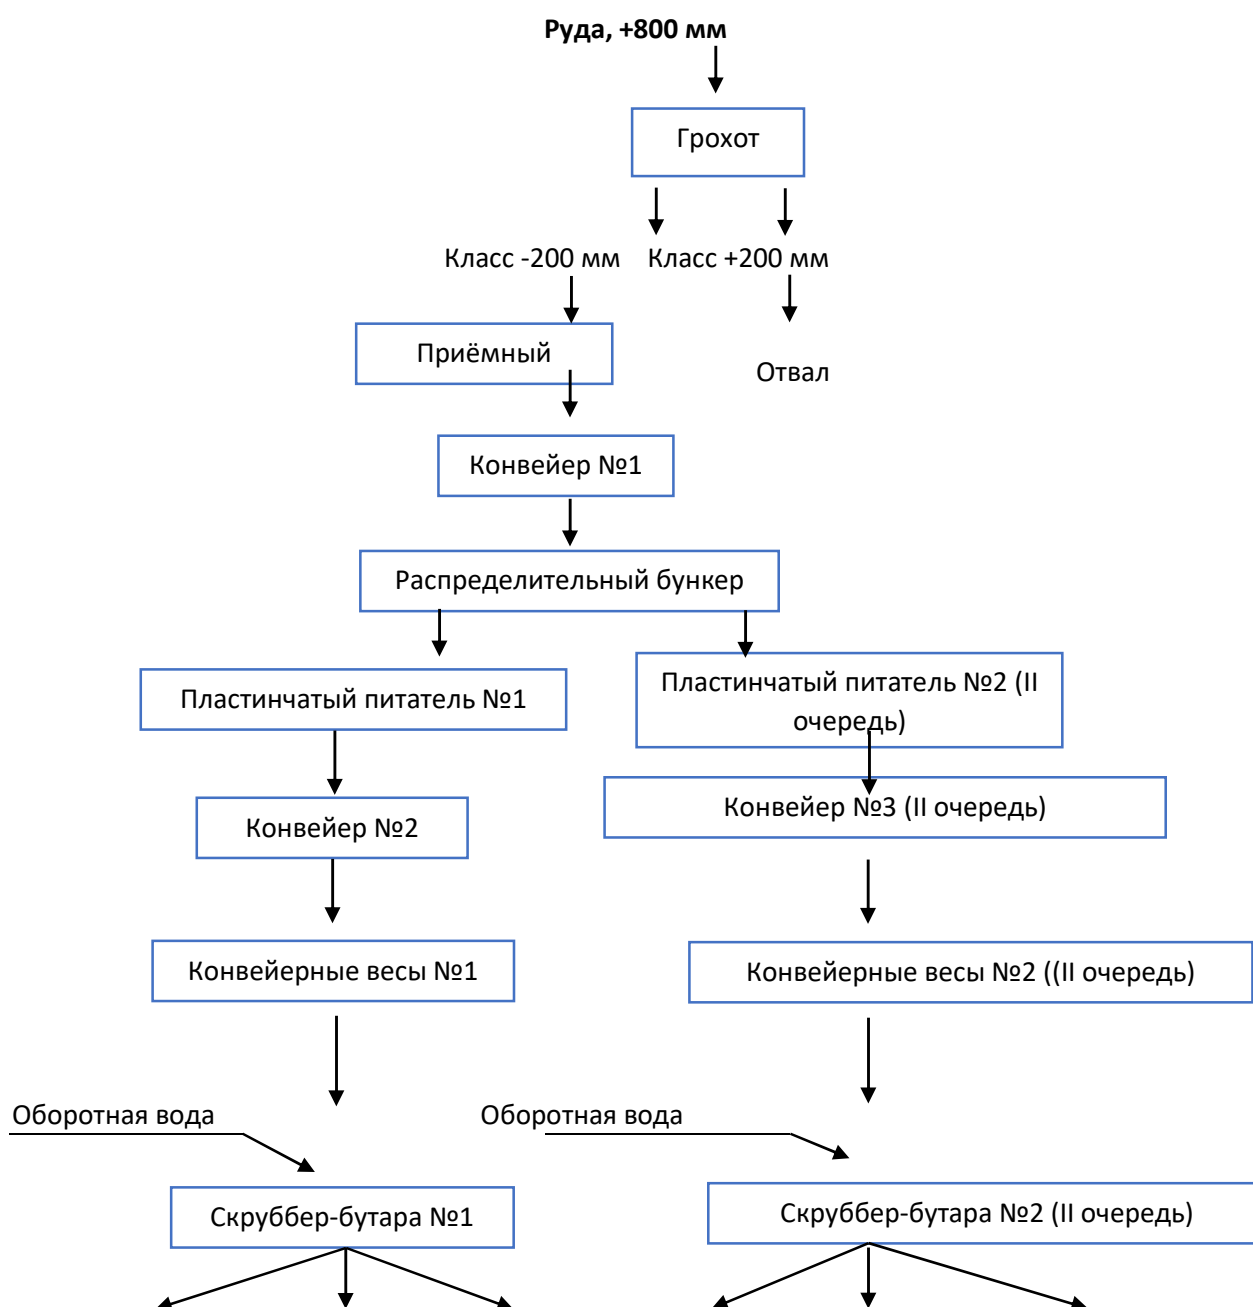 Руда, +800 мм
Грохот
Класс -200 мм
Класс +200 мм
Приёмный
Отвал
Конвейер №1
Распределительный бункер
Пластинчатый питатель №1
Пластинчатый питатель №2 (II
очередь)
Конвейер №2
Конвейер №3 (II очередь)
Конвейерные весы №1
Конвейерные весы №2 ((II очередь)
Оборотная вода
Оборотная вода
Скруббер-бутара №1
Скруббер-бутара №2 (II очередь)